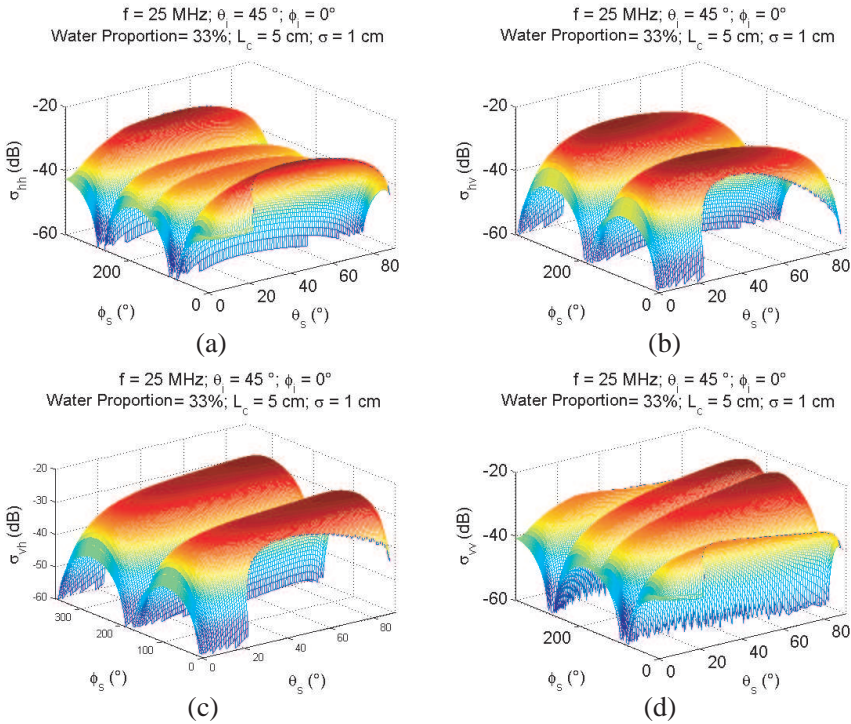 f = 25 MHz; θi = 45 °; ϕi = 0°
Water Proportion= 33%; Lc = 5 cm; σ = 1 cm
-20
-40
-60
σhh (dB)
200
0
ϕs (°)
0
20
40
60
80
θs (°)
(a)
f = 25 MHz; θi = 45 °; ϕi = 0°
Water Proportion= 33%; Lc = 5 cm; σ = 1 cm
-20
-40
-60
σhv (dB)
200
0
ϕs (°)
0
20
40
60
80
θs (°)
(b)
f = 25 MHz; θi = 45 °; ϕi = 0°
Water Proportion= 33%; Lc = 5 cm; σ = 1 cm
-20
-30
-40
-50
-60
σvh (dB)
300
200
100
0
ϕs (°)
0
20
40
60
80
θs (°)
(c)
f = 25 MHz; θi = 45 °; ϕi = 0°
Water Proportion= 33%; Lc = 5 cm; σ = 1 cm
-20
-40
-60
σvv (dB)
200
0
ϕs (°)
0
20
40
60
80
θs (°)
(d)